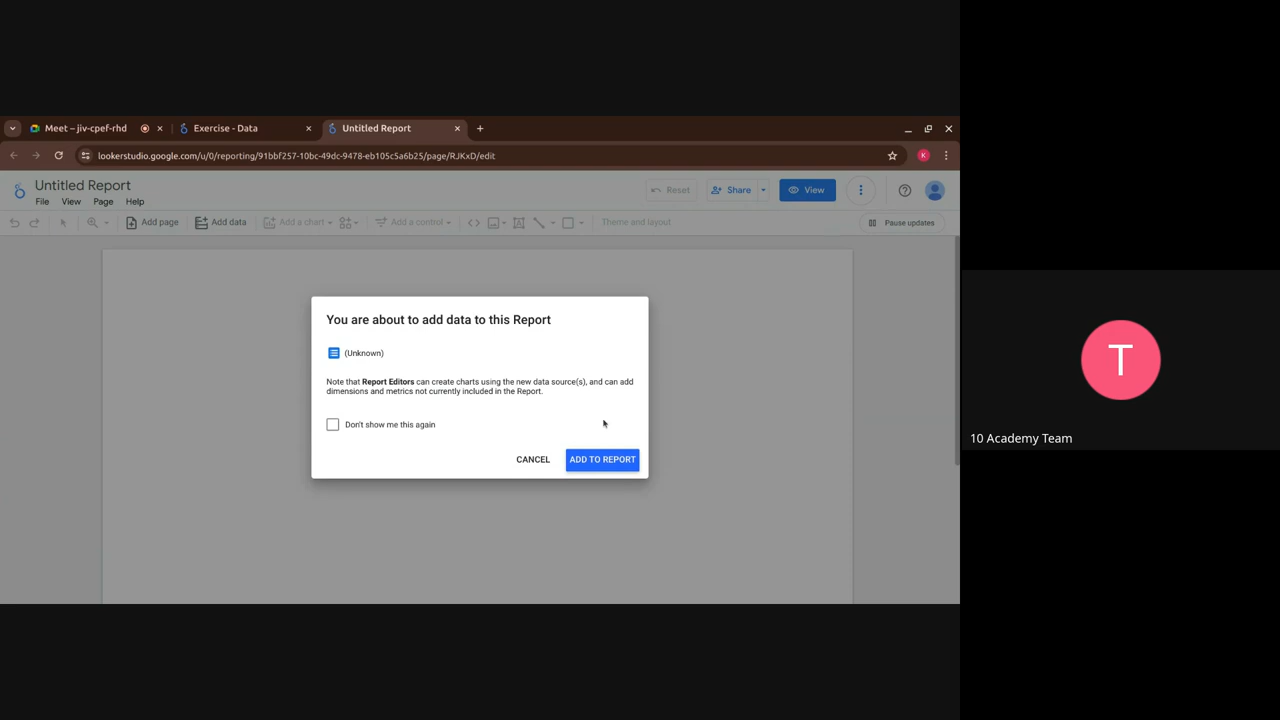 Meet – jiv-cpef-rhd
Exercise - Data
Untitled Report
lookerstudio.google.com/u/0/reporting/91bbf257-10bc-49dc-9478-eb105c5a6b25/page/RJKxD/edit
K
Untitled Report
File View Page Help
Reset
Share
View
Add page
Add data
Add a chart
Add a control
Theme and layout
Pause updates
You are about to add data to this Report
(Unknown)
Note that Report Editors can create charts using the new data source(s), and can add
dimensions and metrics not currently included in the Report.
Don't show me this again
CANCEL
ADD TO REPORT
T
10 Academy Team